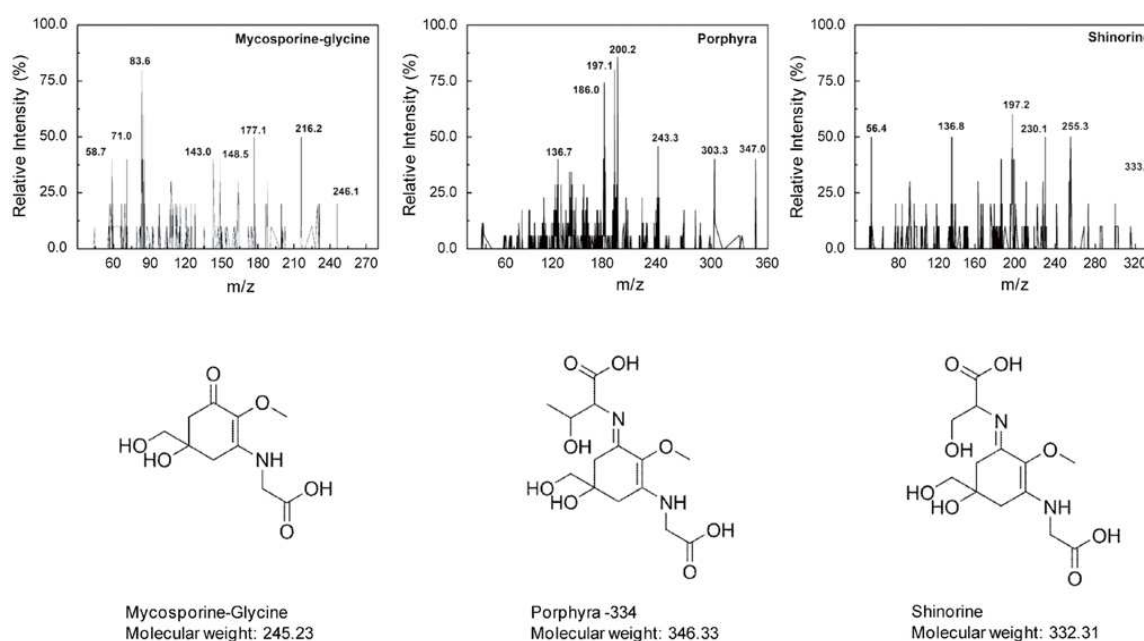 Mycosporine-glycine
Porphyra
Shinorine
Relative Intensity (%)
100.0
75.0
50.0
25.0
0.0
58.7
71.0
83.6
143.0
148.5
177.1
216.2
246.1
60 90 120 150 180 210 240 270
m/z
Relative Intensity (%)
100.0
75.0
50.0
25.0
0.0
136.7
186.0
197.1
200.2
243.3
303.3
347.0
60 120 180 240 300 360
m/z
Relative Intensity (%)
100.0
75.0
50.0
25.0
0.0
56.4
136.8
197.2
230.1
255.3
333.
80 120 160 200 240 280 320
m/z
O
O
HO
HO
NH
OH
O
O
OH
N
OH
O
HO
HO
NH
OH
O
O
OH
N
OH
O
HO
HO
NH
OH
O
Mycosporine-Glycine
Molecular weight: 245.23
Porphyra -334
Molecular weight: 346.33
Shinorine
Molecular weight: 332.31